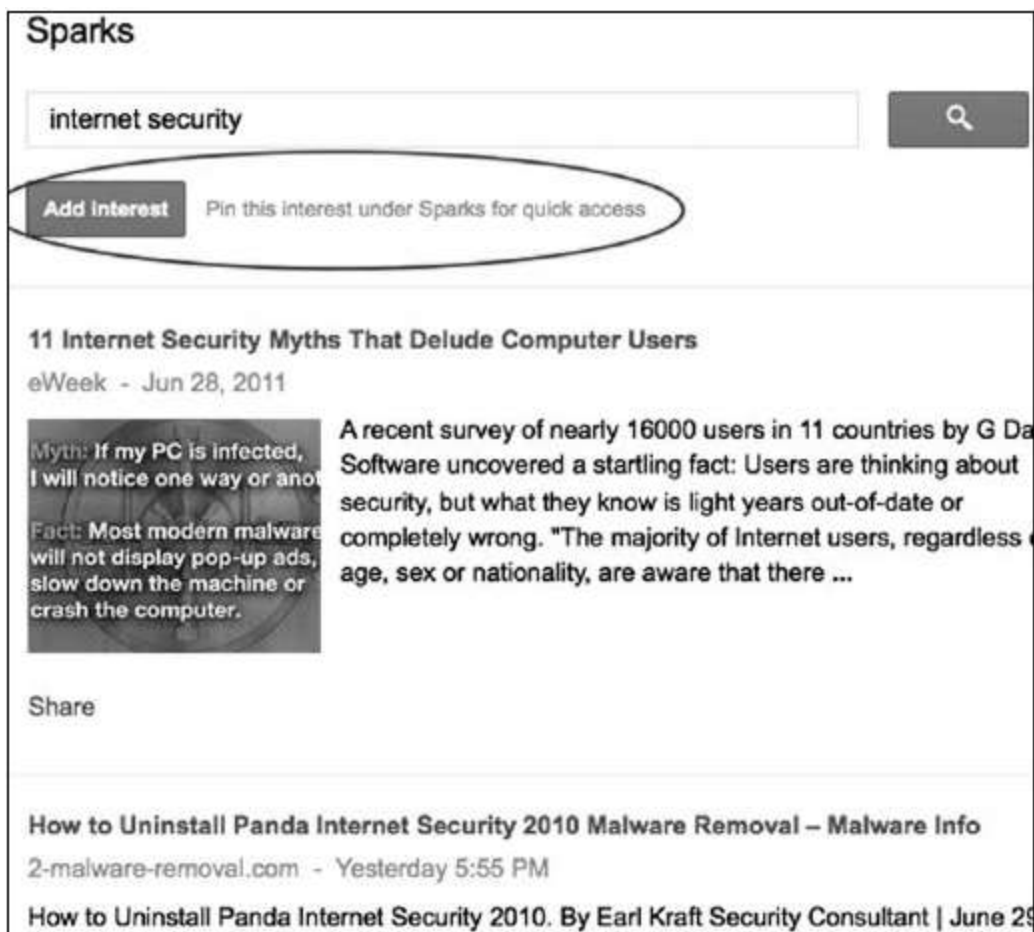 Sparks
internet security
Add Interest Pin this interest under Sparks for quick access
11 Internet Security Myths That Delude Computer Users
eWeek - Jun 28, 2011
Myth: If my PC is infected,
I will notice one way or
Fact: Most modern malware
will not display pop-up ads,
slow down the machine or
crash the computer.
A recent survey of nearly 16000 users in 11 countries by G
Software uncovered a startling fact: Users are thinking about
security, but what they know is light years out-of-date or
completely wrong. "The majority of Internet users, regardless
age, sex or nationality, are aware that there ...
Share
How to Uninstall Panda Internet Security 2010 Malware Removal – Malware Info
2-malware-removal.com - Yesterday 5:55 PM
How to Uninstall Panda Internet Security 2010. By Earl Kraft Security Consultant | June 29